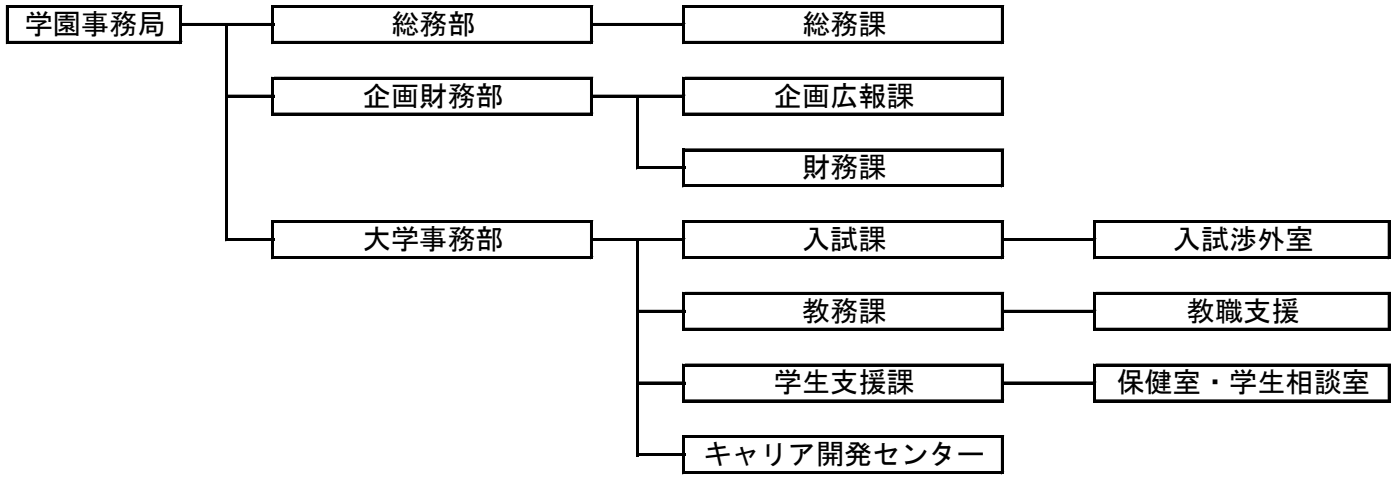 学園事務局
総務部
総務課
企画財務部
企画広報課
財務課
大学事務部
入試課
入試渉外室
教務課
教職支援
学生支援課
保健室・学生相談室
キャリア開発センター